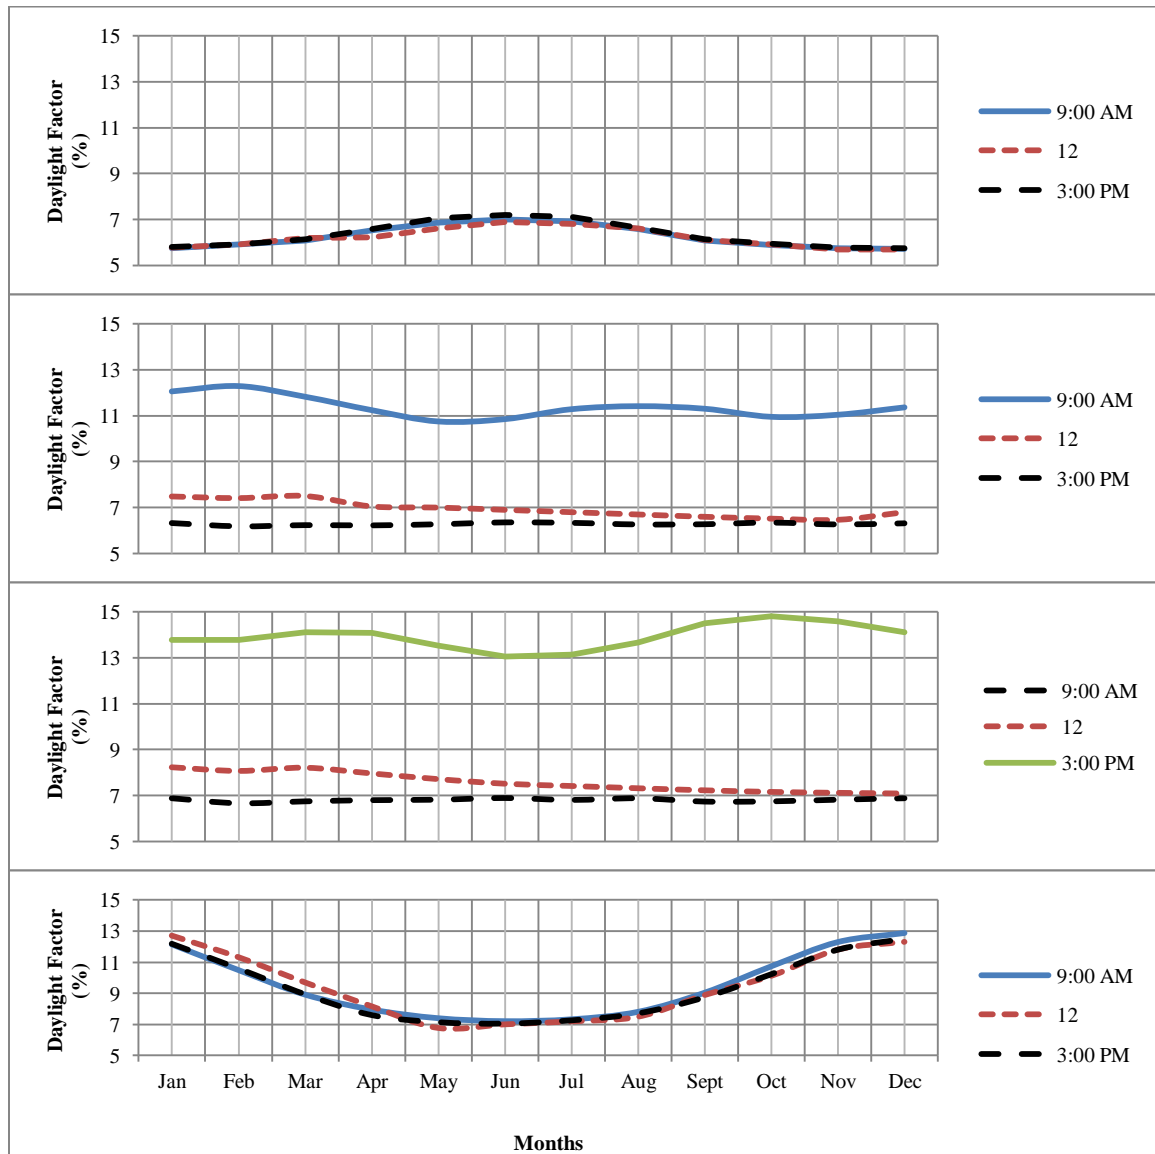 15
13
11
9
7
5
Daylight Factor
(%)
9:00 AM
12
3:00 PM
15
13
11
9
7
5
Daylight Factor
(%)
9:00 AM
12
3:00 PM
15
13
11
9
7
5
Daylight Factor
(%)
9:00 AM
12
3:00 PM
15
13
11
9
7
5
Daylight Factor
(%)
Jan Feb Mar Apr May Jun Jul Aug Sept Oct Nov Dec
Months
9:00 AM
12
3:00 PM